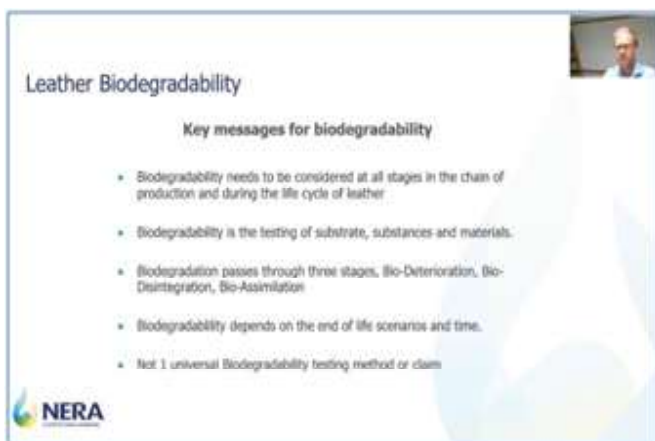 Leather Biodegradability
Key messages for biodegradability
• Biodegradability needs to be considered at all stages in the chain of
production and during the life cycle of leather
• Biodegradability is the testing of substrate, substances and materials.
• Biodegradation passes through three stages, Bio-Deterioration, Bio-
Disintegration, Bio-Assimilation
• Biodegradability depends on the end of life scenarios and time.
• Not 1 universal Biodegradability testing method or claim
NERA